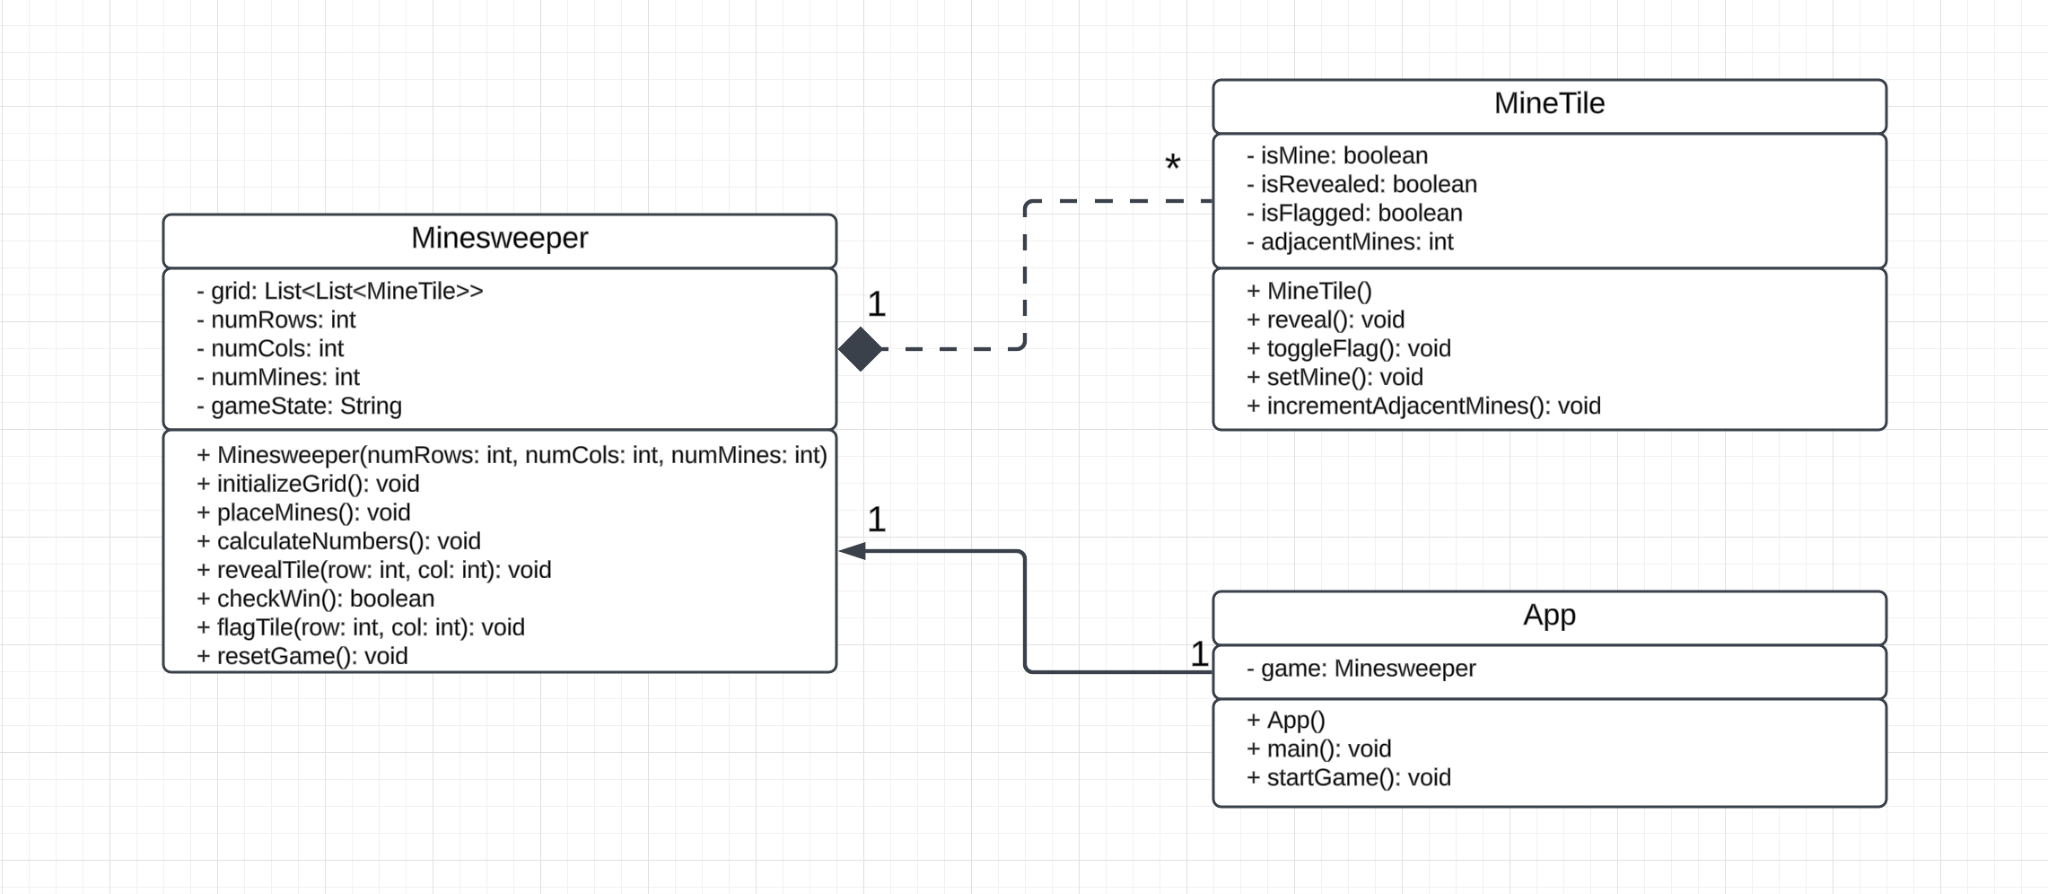 Minesweeper
- grid: List<List<MineTile>>
- numRows: int
- numCols: int
- numMines: int
- gameState: String
+ Minesweeper(numRows: int, numCols: int, numMines: int)
+ initializeGrid(): void
+ placeMines(): void
+ calculateNumbers(): void
+ revealTile(row: int, col: int): void
+ checkWin(): boolean
+ flagTile(row: int, col: int): void
+ resetGame(): void
1
*
MineTile
- isMine: boolean
- isRevealed: boolean
- isFlagged: boolean
- adjacentMines: int
+ MineTile()
+ reveal(): void
+ toggleFlag(): void
+ setMine(): void
+ incrementAdjacentMines(): void
1
1
App
- game: Minesweeper
+ App()
+ main(): void
+ startGame(): void